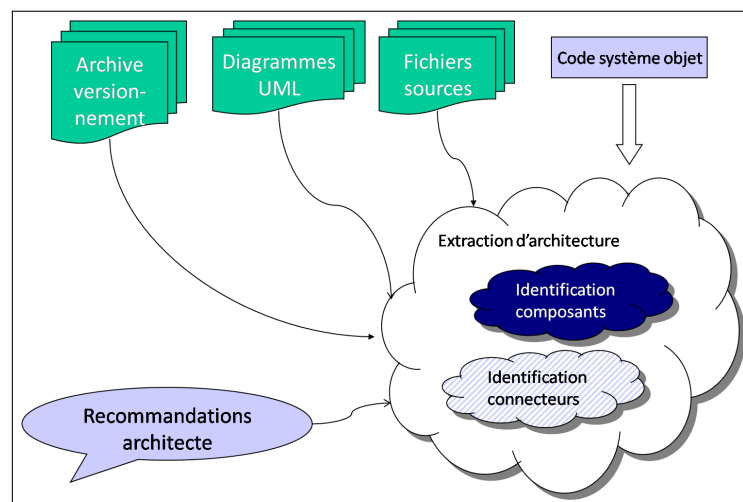 Archive
version-
nement
Diagrammes
UML
Fichiers
sources
Code système objet
Extraction d'architecture
Identification
composants
Identification
connecteurs
Recommandations
architecte